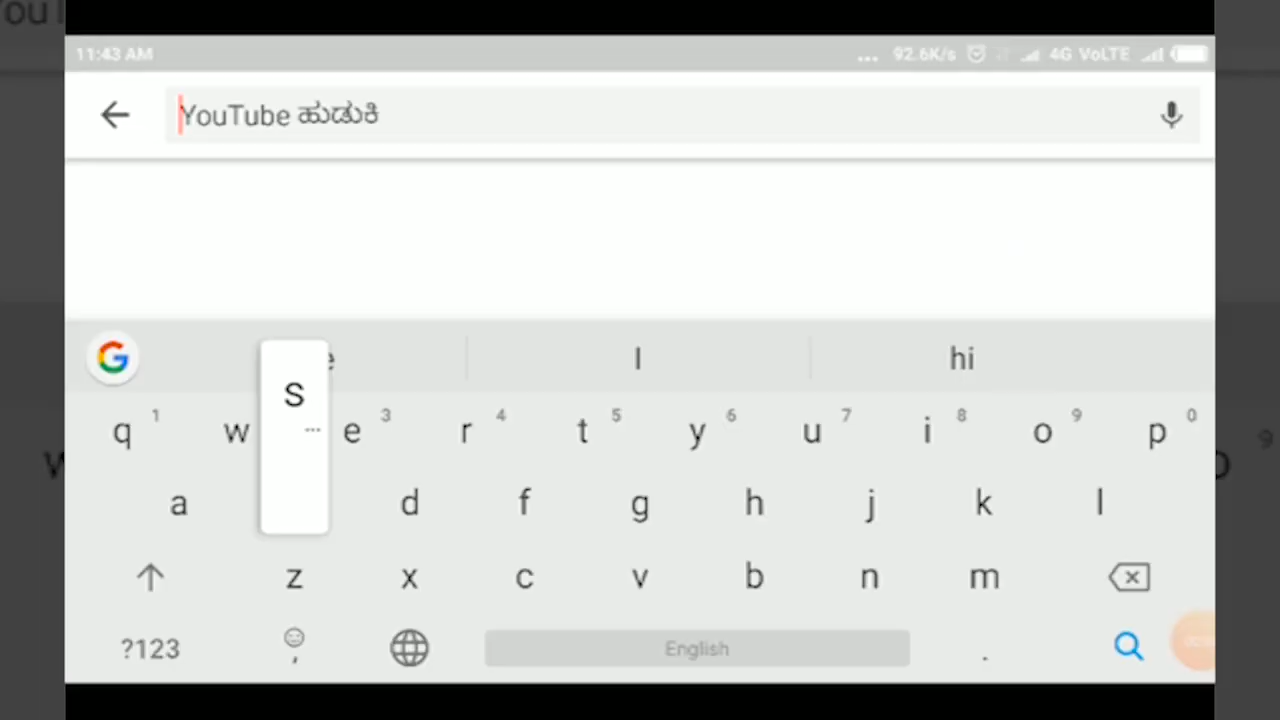 11:43 AM ... 92.6K/s 4G VoLTE
YouTube ಹುಡುಕಿ
I hi
q 1 w e 3 r 4 t 5 y 6 u 7 i 8 o 9 p 0
a S ... d f g h j k l
z x c v b n m
?123 , English .